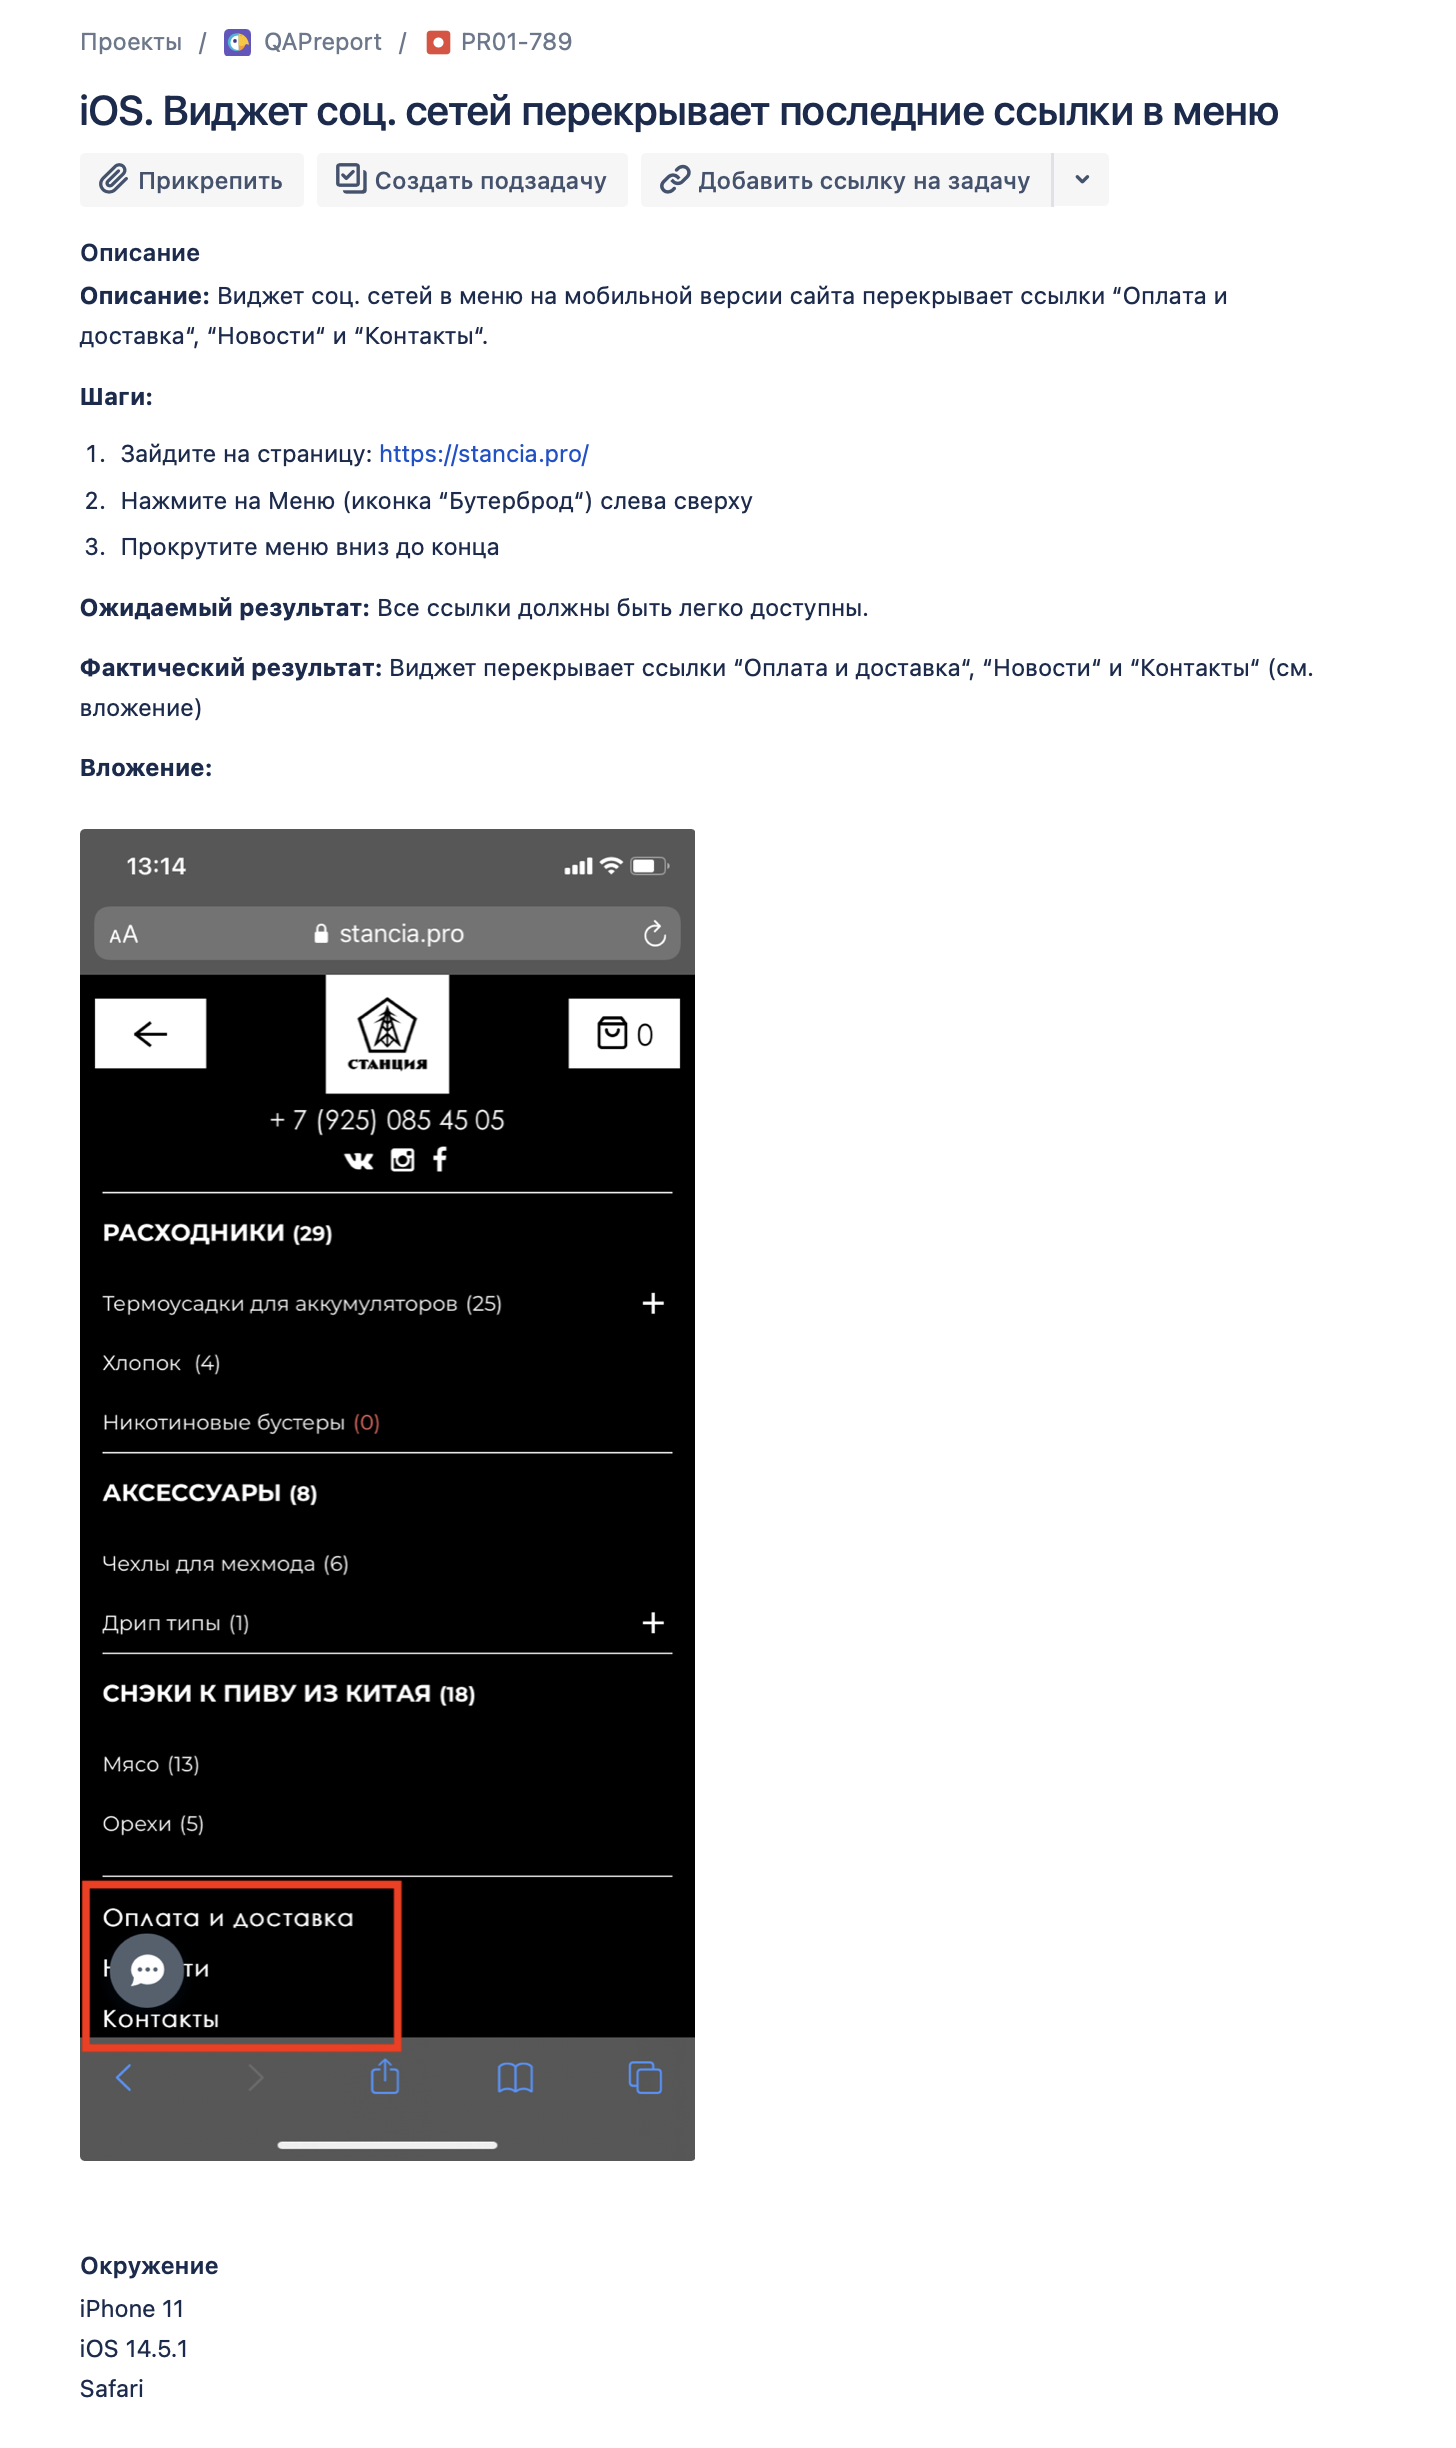 Проекты / QAPreport / PR01-789
iOS. Виджет соц. сетей перекрывает последние ссылки в меню
Прикрепить Создать подзадачу Добавить ссылку на задачу
Описание
Описание: Виджет соц. сетей в меню на мобильной версии сайта перекрывает ссылки “Оплата и
доставка“, “Новости“ и “Контакты“.
Шаги:
1. Зайдите на страницу: https://stancia.pro/
2. Нажмите на Меню (иконка “Бутерброд“) слева сверху
3. Прокрутите меню вниз до конца
Ожидаемый результат: Все ссылки должны быть легко доступны.
Фактический результат: Виджет перекрывает ссылки “Оплата и доставка“, “Новости“ и “Контакты“ (см.
вложение)
Вложение:
13:14
AA stancia.pro
СТАНЦИЯ
0
+ 7 (925) 085 45 05
РАСХОДНИКИ (29)
Термоусадки для аккумуляторов (25) +
Хлопок (4)
Никотиновые бустеры (0)
АКСЕССУАРЫ (8)
Чехлы для мехмода (6)
Дрип типы (1) +
СНЭКИ К ПИВУ ИЗ КИТАЯ (18)
Мясо (13)
Орехи (5)
Оплата и доставка
Контакты
Окружение
iPhone 11
iOS 14.5.1
Safari